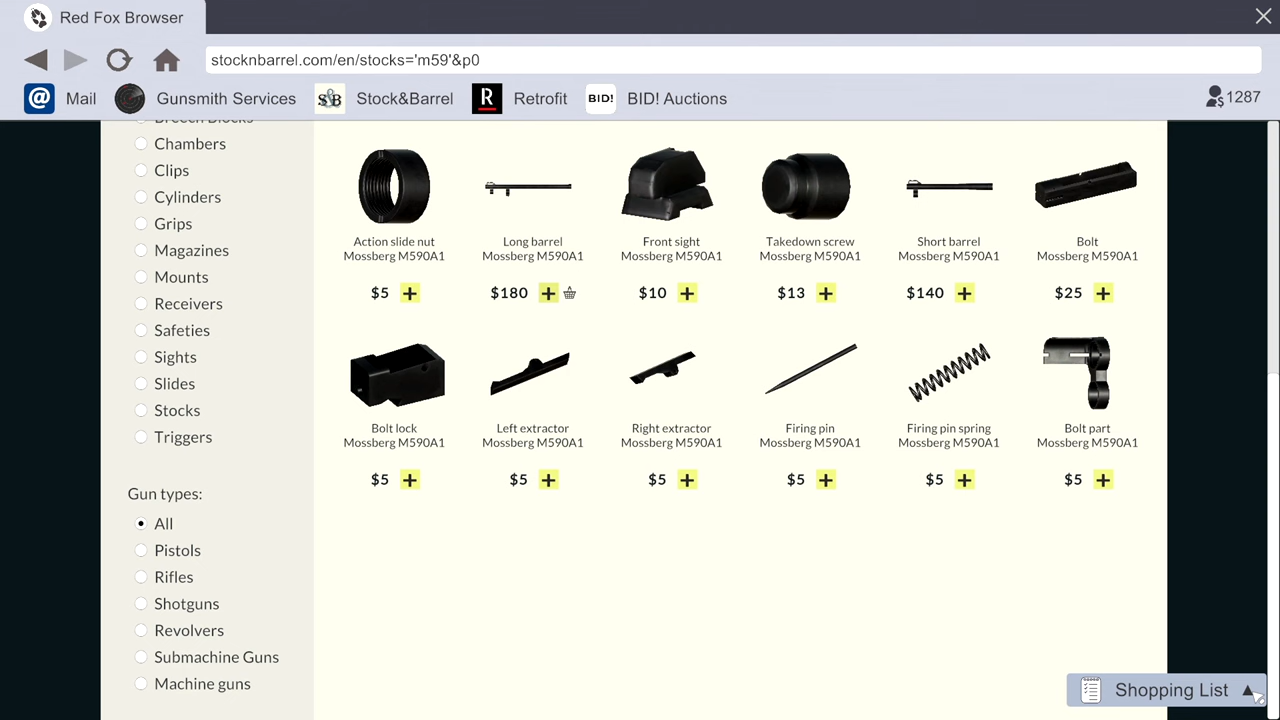 Red Fox Browser
stocknbarrel.com/en/stocks='m59'&p0
@ Mail Gunsmith Services S&B Stock&Barrel R Retrofit BID! BID! Auctions 1287
Breech Blocks
Chambers
Clips
Cylinders
Grips
Magazines
Mounts
Receivers
Safeties
Sights
Slides
Stocks
Triggers
Gun types:
All
Pistols
Rifles
Shotguns
Revolvers
Submachine Guns
Machine guns
Action slide nut
Mossberg M590A1
$5 +
Long barrel
Mossberg M590A1
$180 +
Front sight
Mossberg M590A1
$10 +
Takedown screw
Mossberg M590A1
$13 +
Short barrel
Mossberg M590A1
$140 +
Bolt
Mossberg M590A1
$25 +
Bolt lock
Mossberg M590A1
$5 +
Left extractor
Mossberg M590A1
$5 +
Right extractor
Mossberg M590A1
$5 +
Firing pin
Mossberg M590A1
$5 +
Firing pin spring
Mossberg M590A1
$5 +
Bolt part
Mossberg M590A1
$5 +
Shopping List